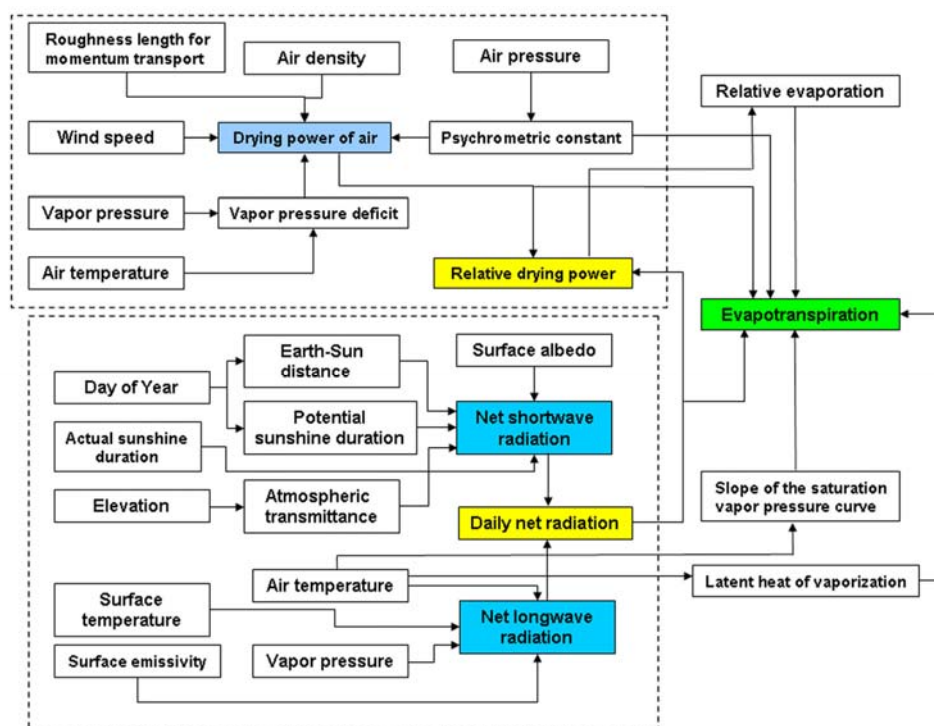 Roughness length for
momentum transport
Air density
Air pressure
Relative evaporation
Wind speed
Drying power of air
Psychrometric constant
Vapor pressure
Vapor pressure deficit
Air temperature
Relative drying power
Evapotranspiration
Earth-Sun
distance
Surface albedo
Day of Year
Potential
sunshine duration
Net shortwave
radiation
Actual sunshine
duration
Elevation
Atmospheric
transmittance
Daily net radiation
Slope of the saturation
vapor pressure curve
Air temperature
Latent heat of vaporization
Surface
temperature
Net longwave
radiation
Surface emissivity
Vapor pressure